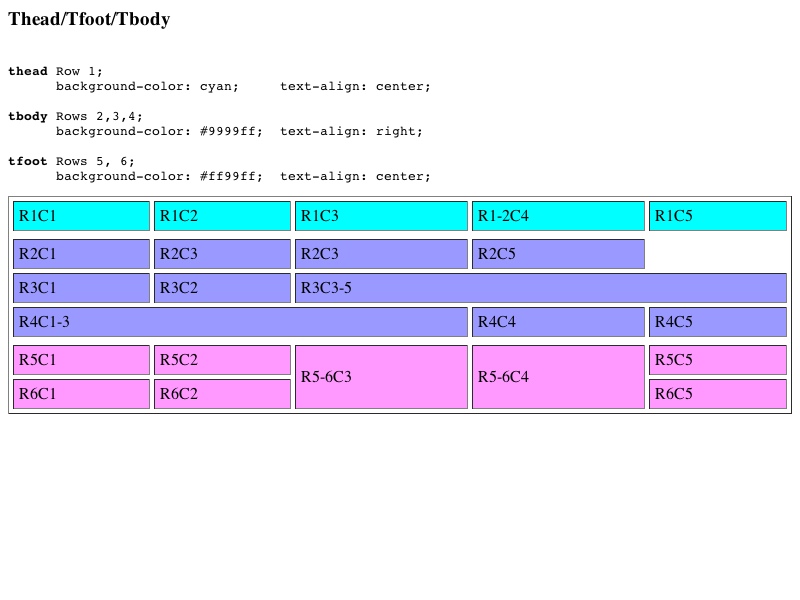 Thead/Tfoot/Tbody
thead Row 1;
background-color: cyan; text-align: center;
tbody Rows 2,3,4;
background-color: #9999ff; text-align: right;
tfoot Rows 5, 6;
background-color: #ff99ff; text-align: center;
R1C1 R1C2 R1C3 R1-2C4 R1C5
R2C1 R2C3 R2C3 R2C5
R3C1 R3C2 R3C3-5
R4C1-3 R4C4 R4C5
R5C1 R5C2 R5-6C3 R5-6C4 R5C5
R6C1 R6C2 R6C5